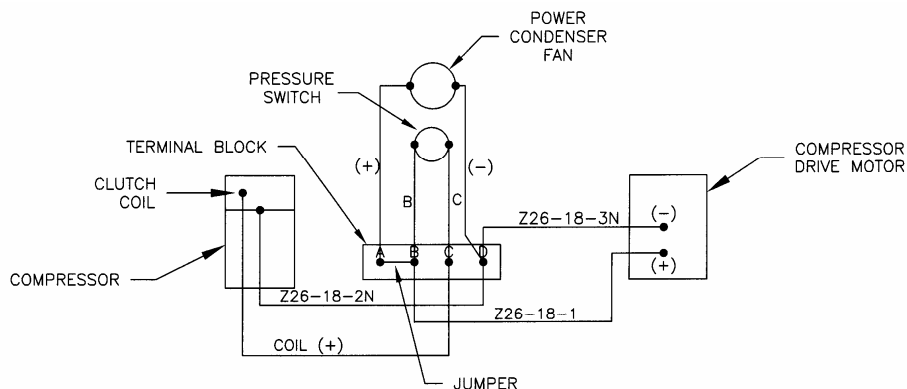 POWER
CONDENSER
FAN
PRESSURE
SWITCH
TERMINAL BLOCK
COMPRESSOR
DRIVE MOTOR
(+)
(-)
CLUTCH
COIL
B
C
Z26-18-3N
(-)
A
B
C
D
(+)
COMPRESSOR
Z26-18-2N
Z26-18-1
COIL (+)
JUMPER